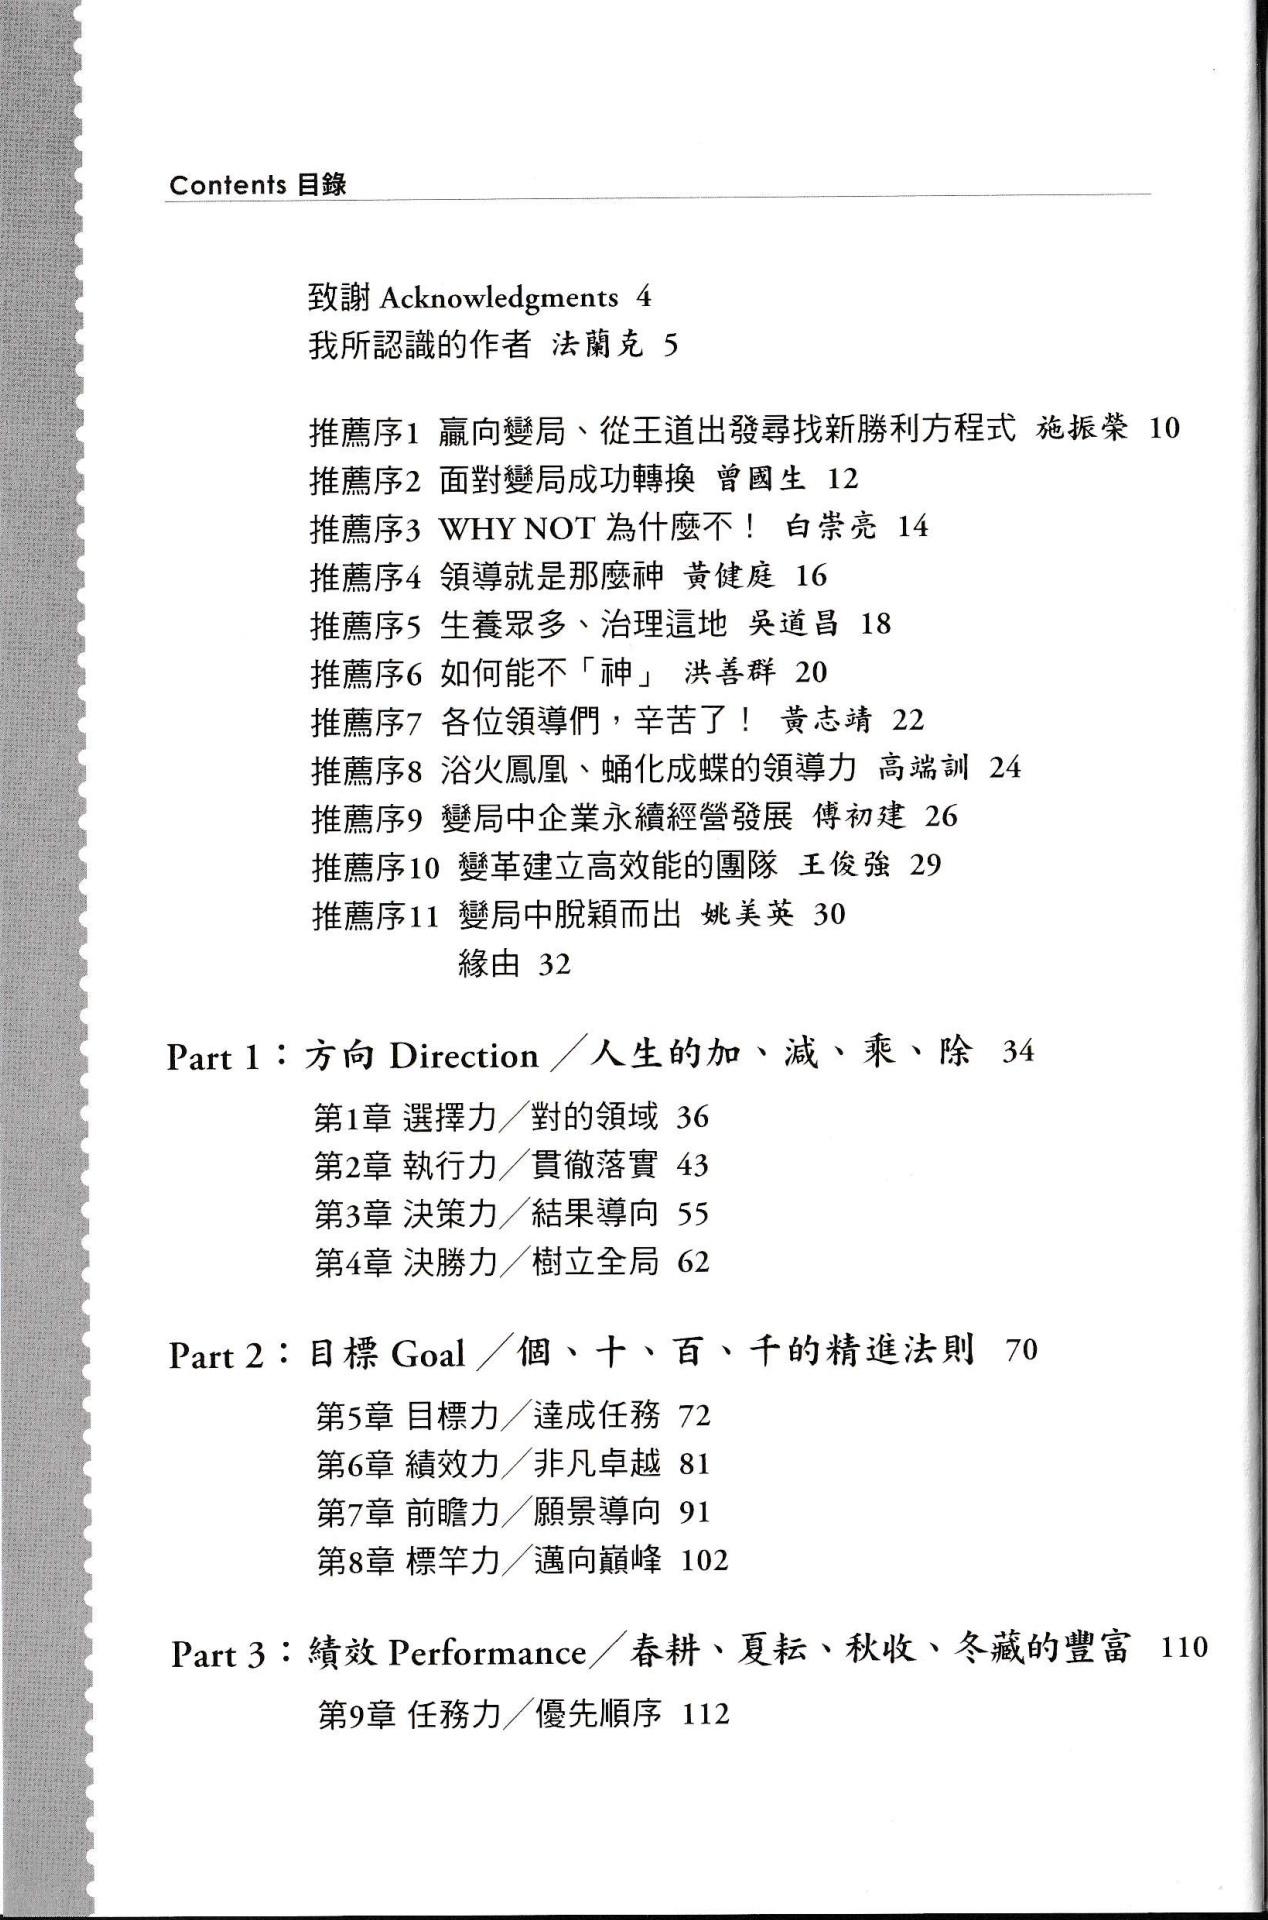 Contents 目錄
致謝 Acknowledgments 4
我所認識的作者 法蘭克 5
推薦序1 贏向變局、從王道出發尋找新勝利方程式 施振榮 10
推薦序2 面對變局成功轉換 曾國生 12
推薦序3 WHY NOT 為什麼不！ 白崇亮 14
推薦序4 領導就是那麼神 黃健庭 16
推薦序5 生養眾多、治理這地 吳道昌 18
推薦序6 如何能不「神」 洪善群 20
推薦序7 各位領導們，辛苦了！ 黃志靖 22
推薦序8 浴火鳳凰、蛹化成蝶的領導力 高端訓 24
推薦序9 變局中企業永續經營發展 傅初建 26
推薦序10 變革建立高效能的團隊 王俊強 29
推薦序11 變局中脫穎而出 姚美英 30
緣由 32
Part 1：方向 Direction／人生的加、減、乘、除 34
第1章 選擇力／對的領域 36
第2章 執行力／貫徹落實 43
第3章 決策力／結果導向 55
第4章 決勝力／樹立全局 62
Part 2：目標 Goal／個、十、百、千的精進法則 70
第5章 目標力／達成任務 72
第6章 績效力／非凡卓越 81
第7章 前瞻力／願景導向 91
第8章 標竿力／邁向巔峰 102
Part 3：績效 Performance／春耕、夏耘、秋收、冬藏的豐富 110
第9章 任務力／優先順序 112